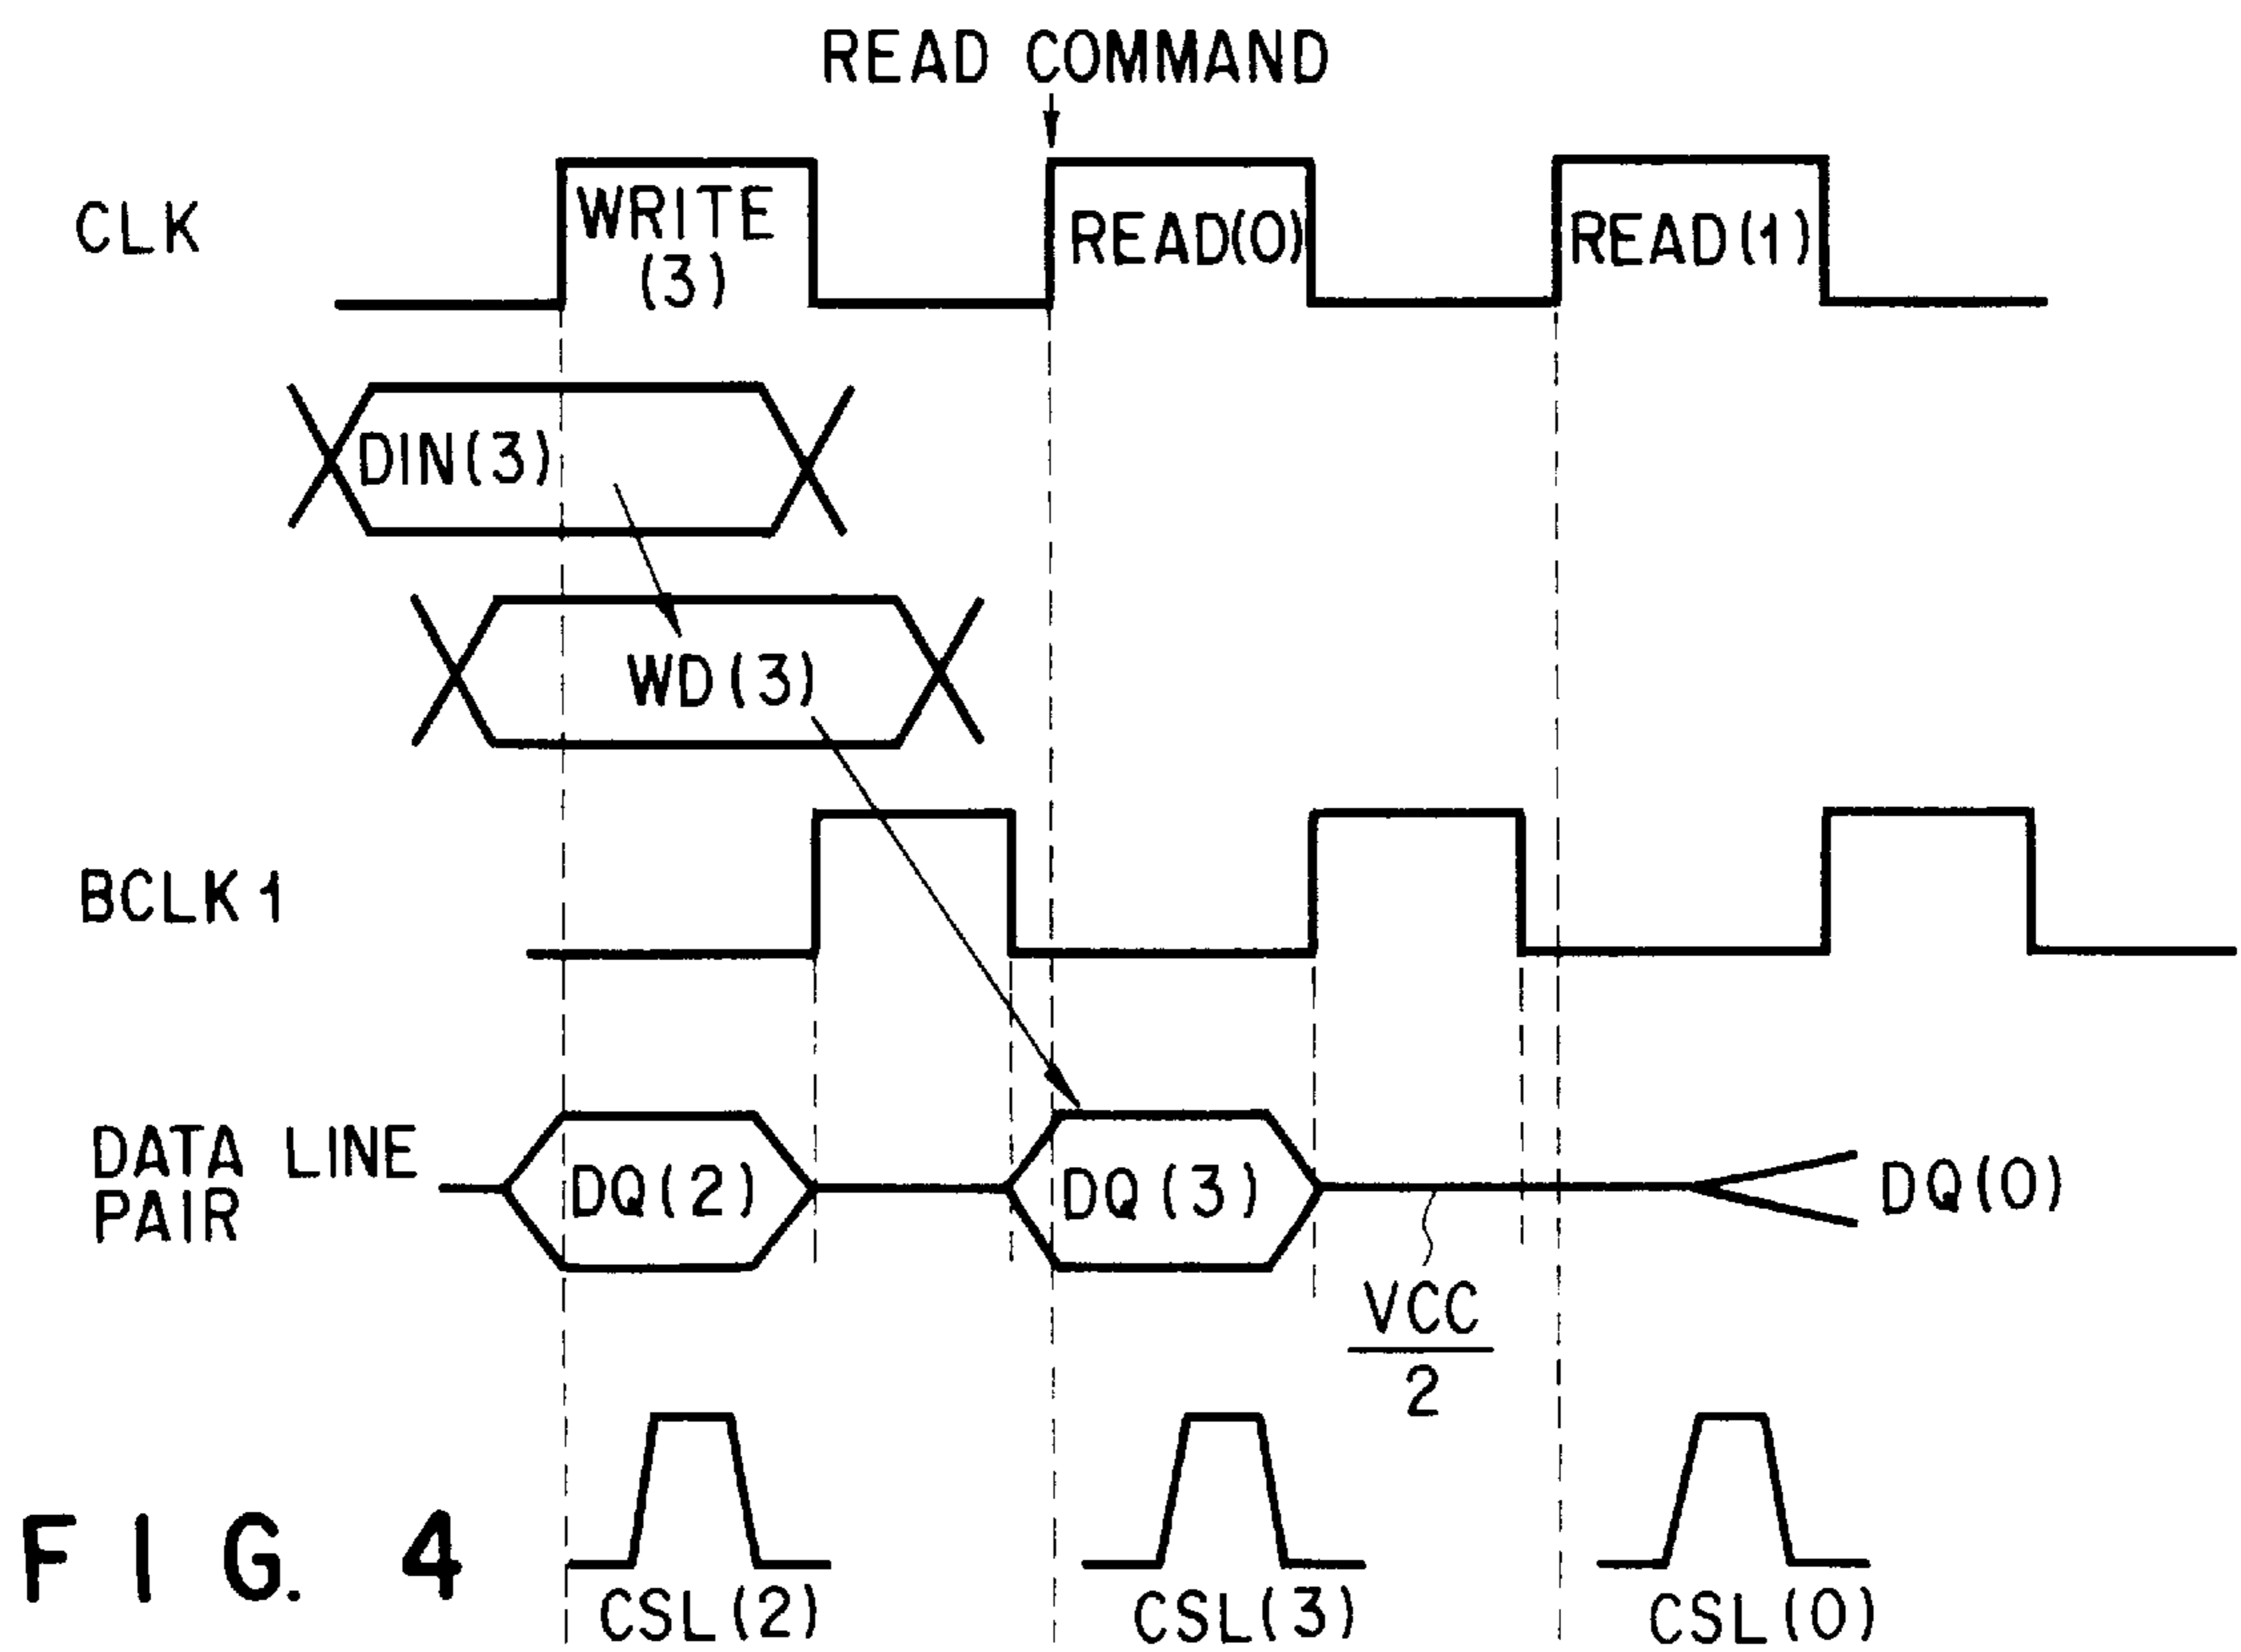 READ COMMAND
CLK
WRITE
(3)
READ(0)
READ(1)
DIN(3)
WD(3)
BCLK1
DATA LINE
PAIR
DQ(2)
DQ(3)
DQ(0)
VCC
2
CSL(2)
CSL(3)
CSL(0)
FIG. 4